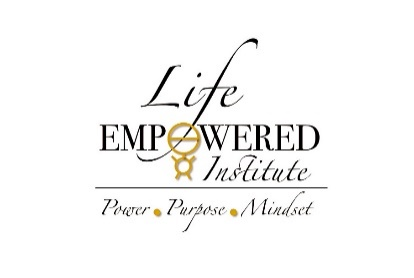 Life
EMPOWERED
Institute
Power • Purpose • Mindset